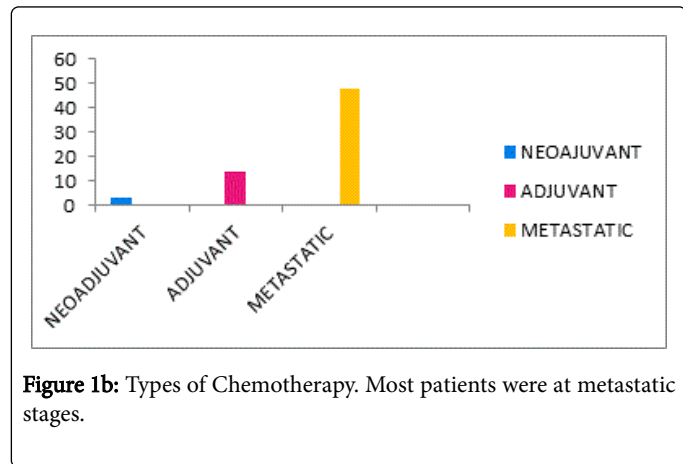 60
50
40
30
20
10
0
NEOADJUVANT
ADJUVANT
METASTATIC
NEOAJUVANT
ADJUVANT
METASTATIC
Figure 1b: Types of Chemotherapy. Most patients were at metastatic
stages.